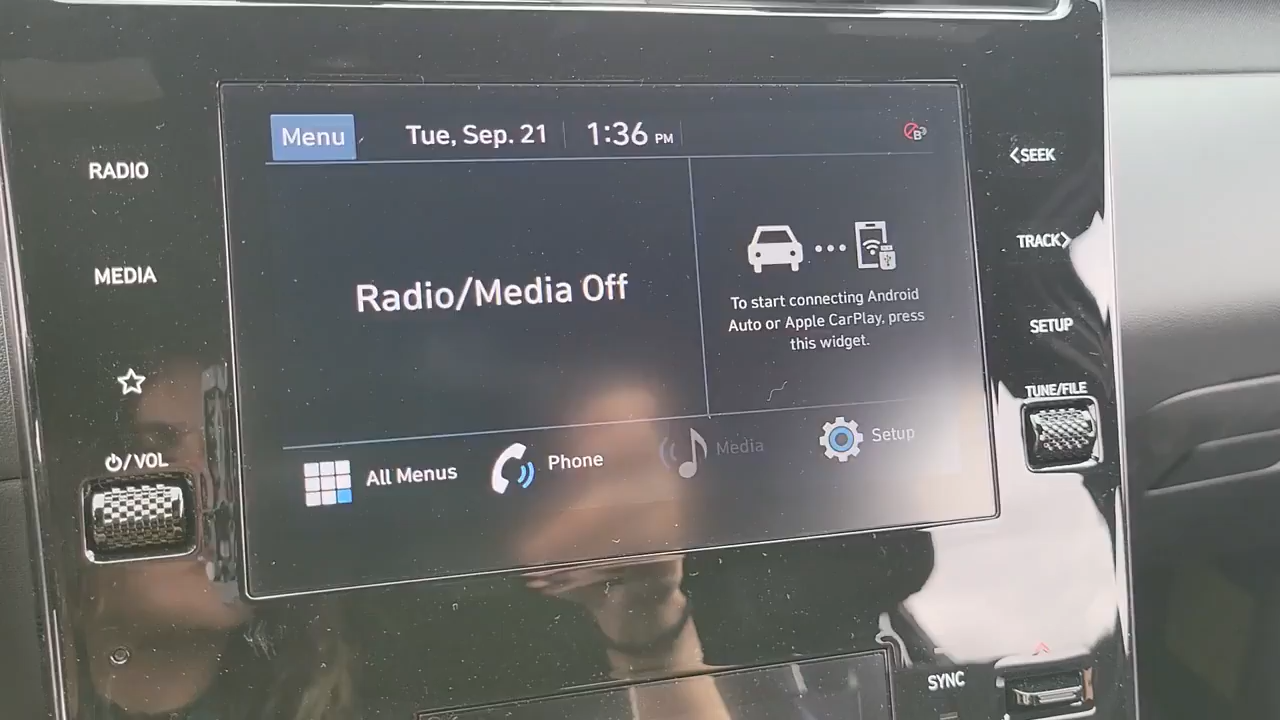 Menu
Tue, Sep. 21
1:36 PM
B
RADIO
MEDIA
/VOL
Radio/Media Off
To start connecting Android
Auto or Apple CarPlay, press
this widget.
All Menus
Phone
Media
Setup
<SEEK
TRACK>
SETUP
TUNE/FILE
SYNC